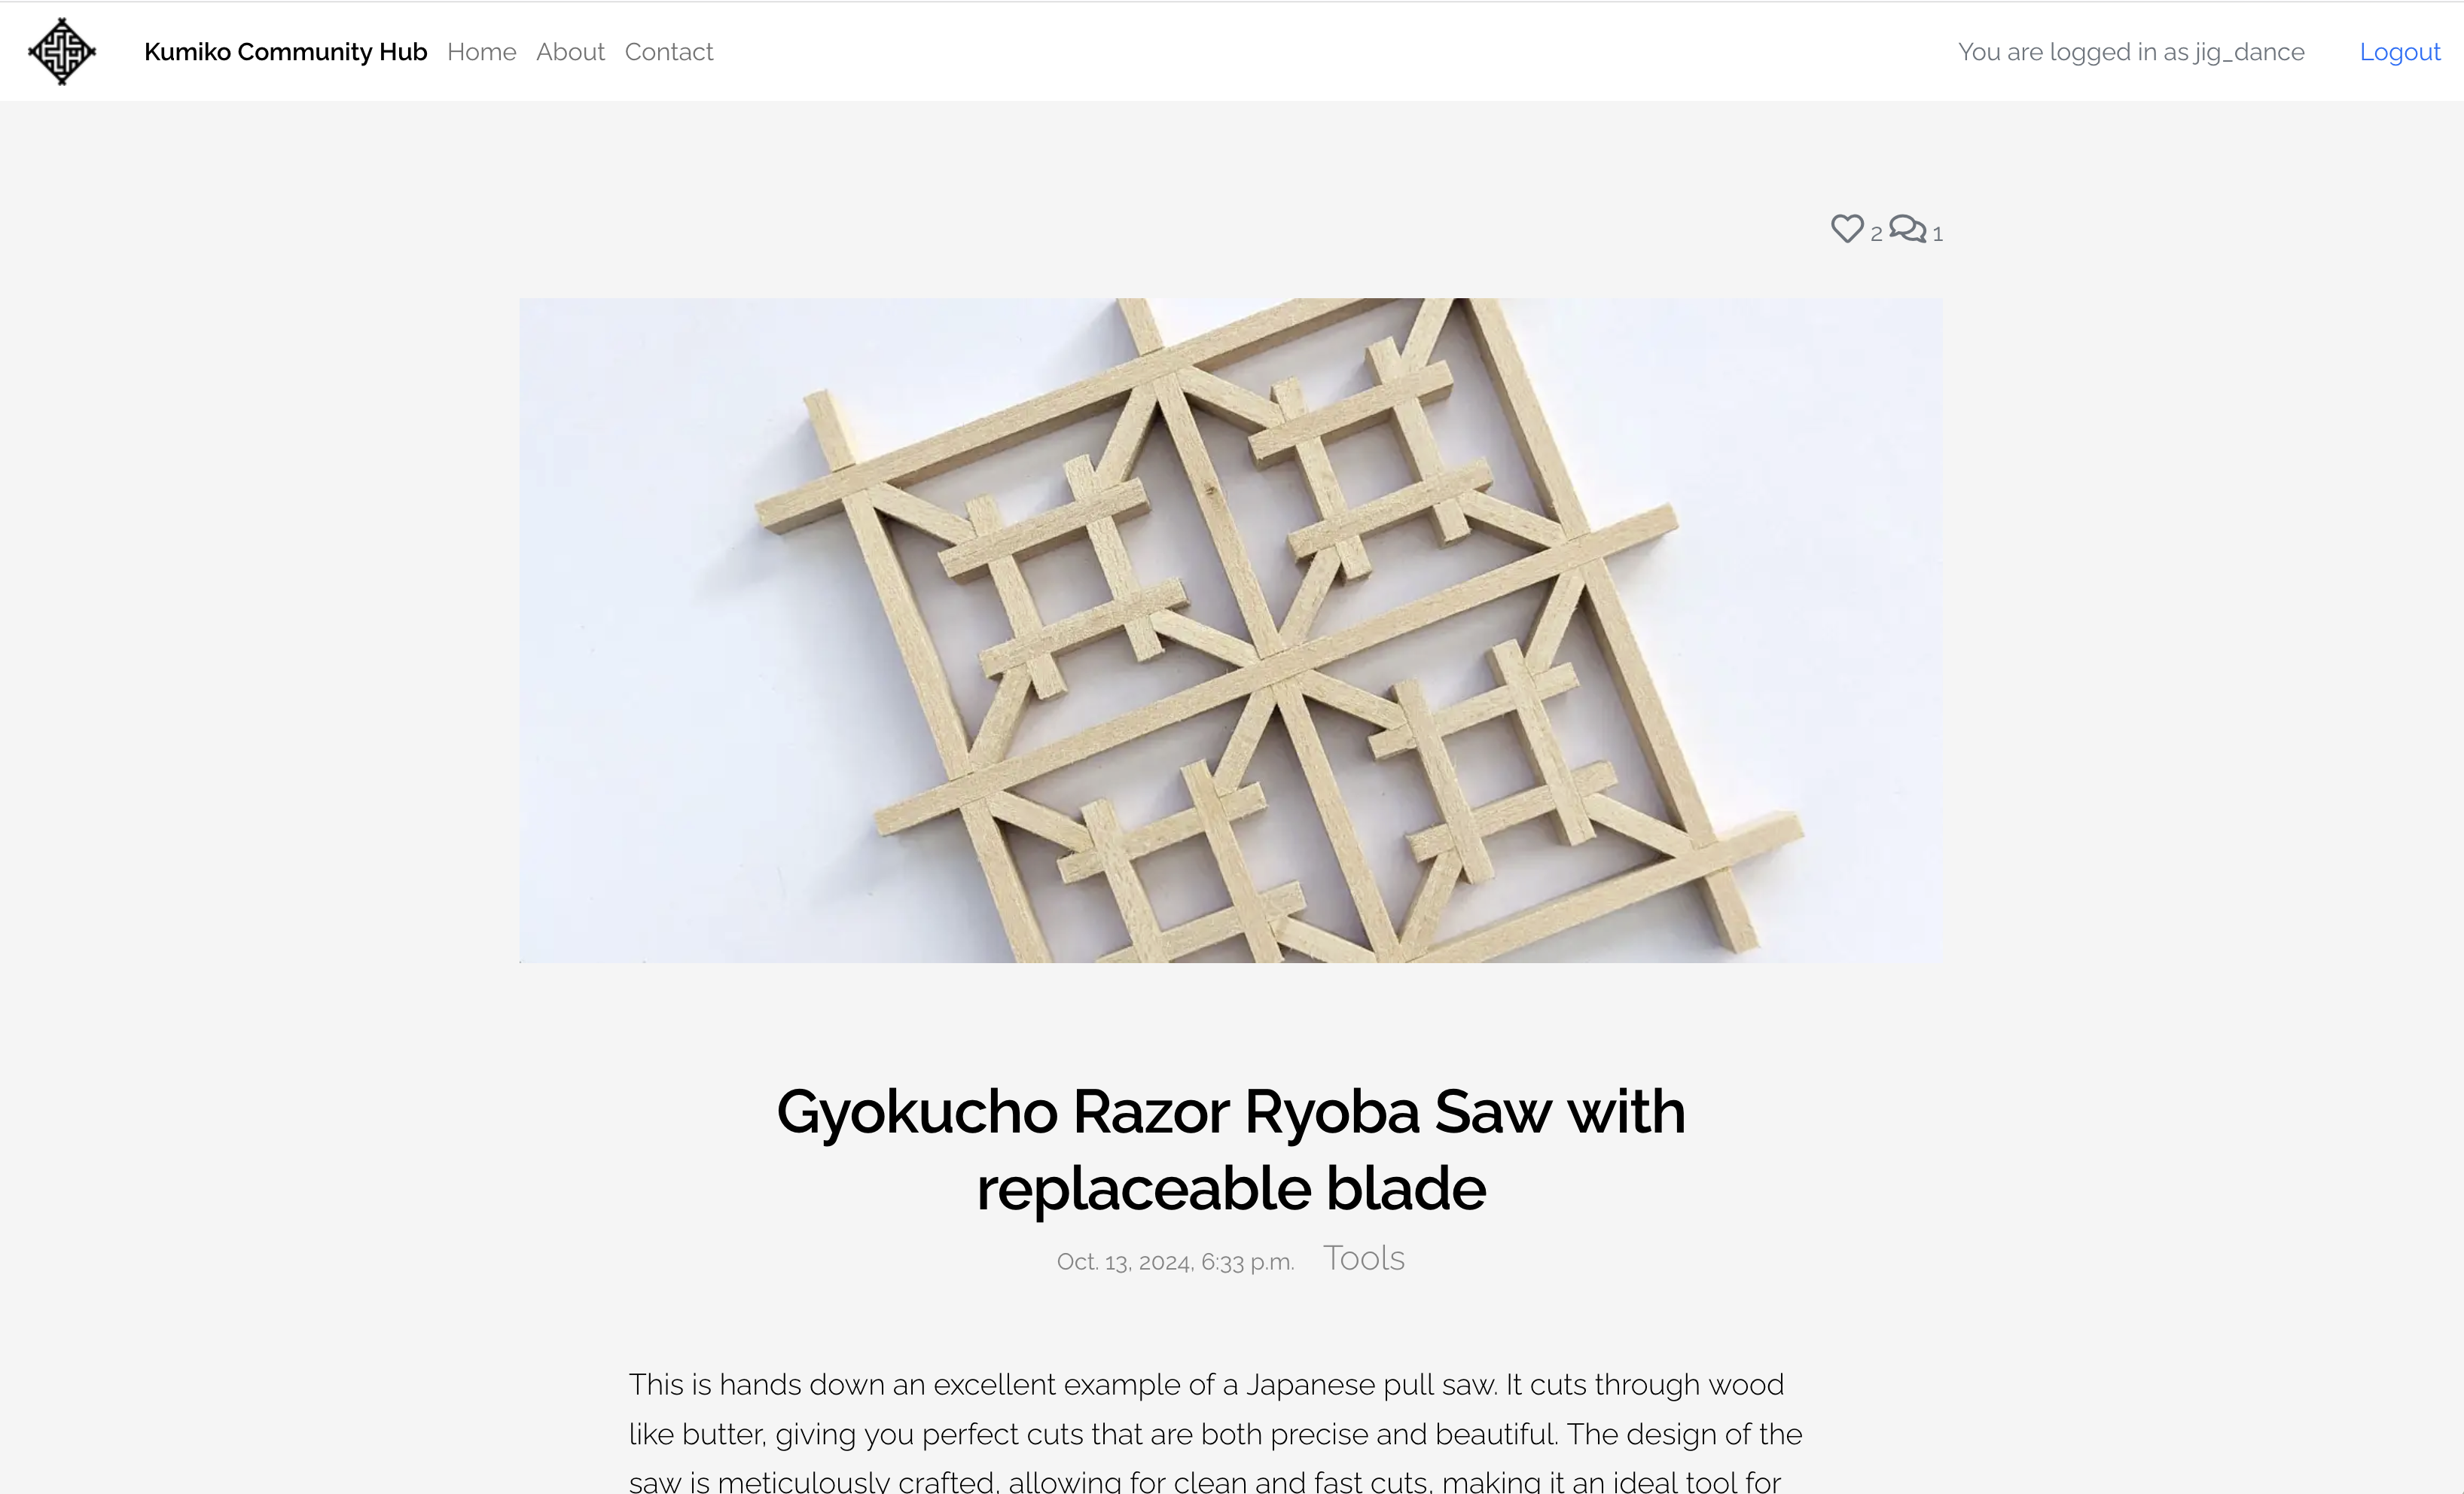 Kumiko Community Hub Home About Contact You are logged in as jig_dance Logout
2 1
Gyokucho Razor Ryoba Saw with
replaceable blade
Oct. 13, 2024, 6:33 p.m. Tools
This is hands down an excellent example of a Japanese pull saw. It cuts through wood
like butter, giving you perfect cuts that are both precise and beautiful. The design of the
saw is meticulously crafted, allowing for clean and fast cuts, making it an ideal tool for